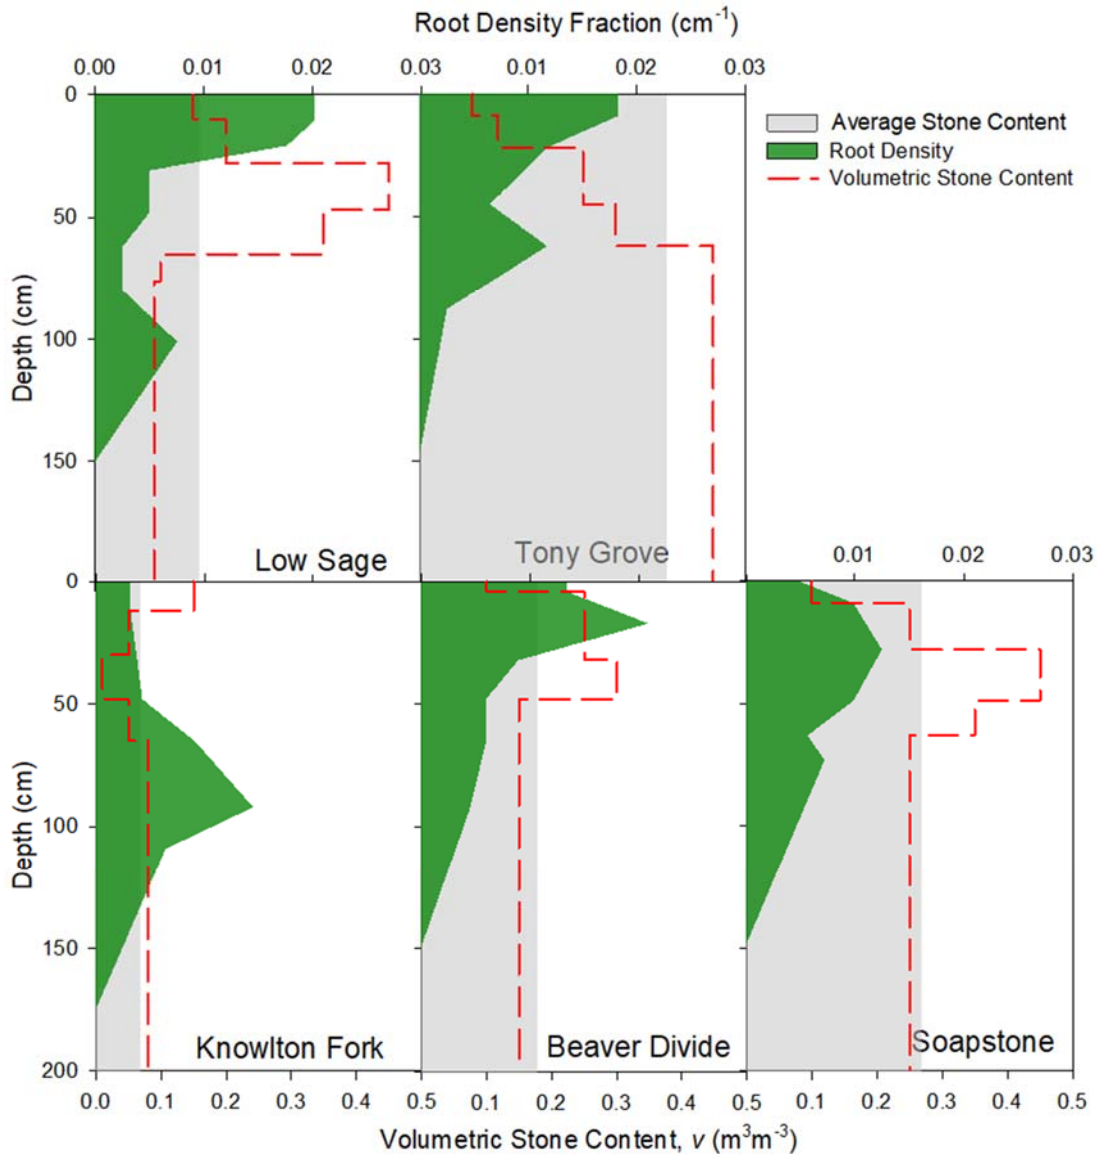 Root Density Fraction (cm-1)
0.00 0.01 0.02 0.03 0.01 0.02 0.03
Average Stone Content
Root Density
Volumetric Stone Content
0
50
100
150
Depth (cm)
Low Sage
Tony Grove
0.01 0.02 0.03
0
50
100
150
200
Depth (cm)
Knowlton Fork
Beaver Divide
Soapstone
0.0 0.1 0.2 0.3 0.4 0.5 0.1 0.2 0.3 0.4 0.5 0.1 0.2 0.3 0.4 0.5
Volumetric Stone Content, v (m³m⁻³)